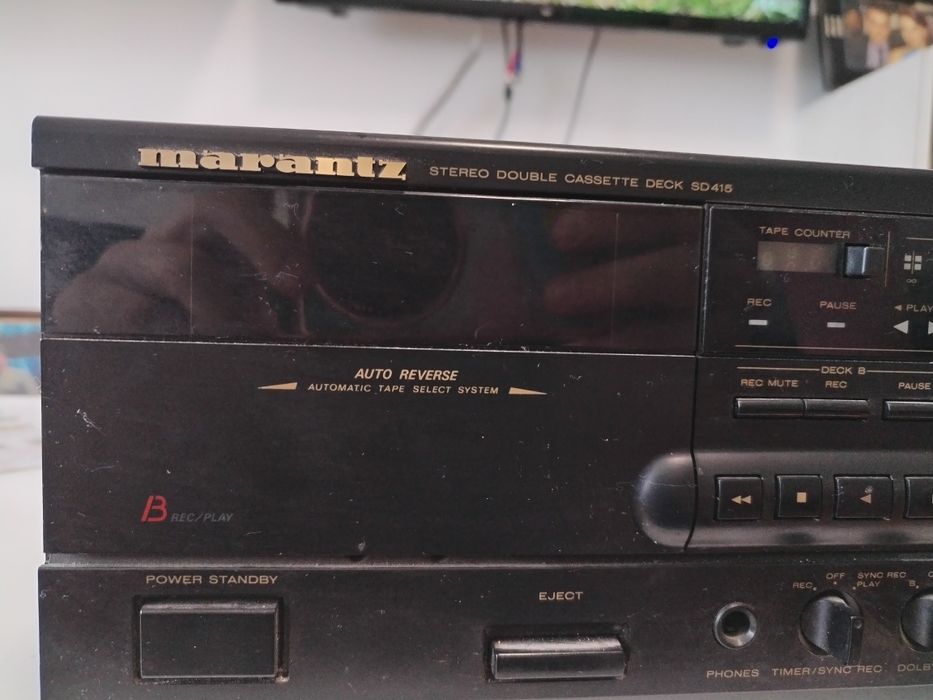 marantz STEREO DOUBLE CASSETTE DECK SD415
TAPE COUNTER
REC PAUSE ◄ PLAY
AUTO REVERSE
AUTOMATIC TAPE SELECT SYSTEM
DECK B
REC MUTE REC PAUSE
B REC/PLAY
POWER STANDBY
EJECT
OFF SYNC REC
REC PLAY B
PHONES TIMER/SYNC REC DOLBY